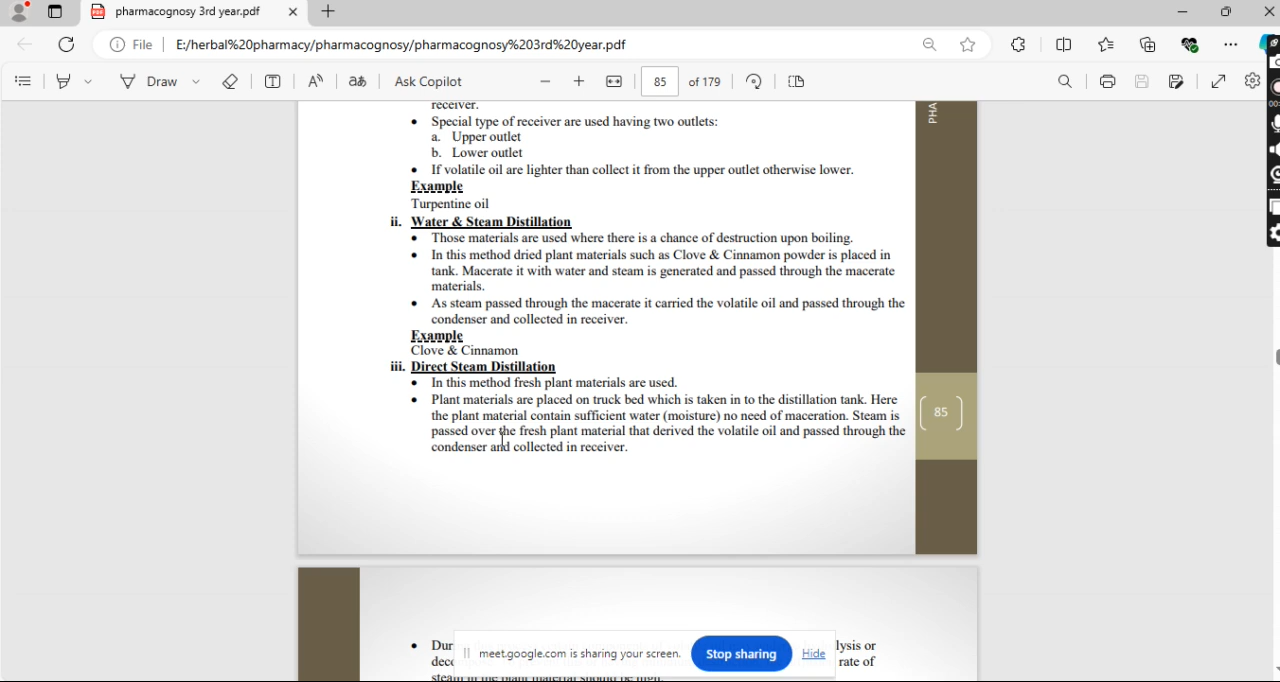 pharmacognosy 3rd year.pdf
File
E:/herbal%20pharmacy/pharmacognosy/pharmacognosy%203rd%20year.pdf
Draw
Ask Copilot
85 of 179
receiver.
• Special type of receiver are used having two outlets:
a. Upper outlet
b. Lower outlet
• If volatile oil are lighter than collect it from the upper outlet otherwise lower.
Example
Turpentine oil
ii. Water & Steam Distillation
• Those materials are used where there is a chance of destruction upon boiling.
• In this method dried plant materials such as Clove & Cinnamon powder is placed in
tank. Macerate it with water and steam is generated and passed through the macerate
materials.
• As steam passed through the macerate it carried the volatile oil and passed through the
condenser and collected in receiver.
Example
Clove & Cinnamon
iii. Direct Steam Distillation
• In this method fresh plant materials are used.
• Plant materials are placed on truck bed which is taken in to the distillation tank. Here
the plant material contain sufficient water (moisture) no need of maceration. Steam is
passed over the fresh plant material that derived the volatile oil and passed through the
condenser and collected in receiver.
PHA
85
• Dur
lysis or
dec
rate of
steam in the plant material should be high.
meet.google.com is sharing your screen.
Stop sharing
Hide